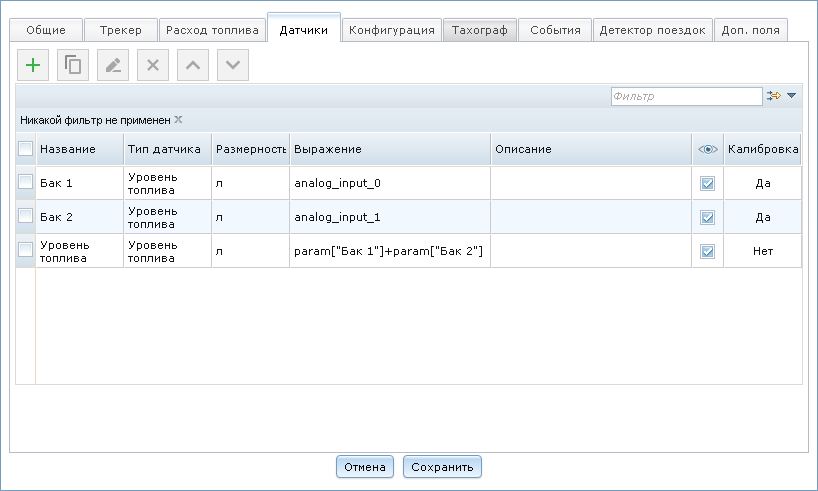 Общие Трекер Расход топлива Датчики Конфигурация Тахограф События Детектор поездок Доп. поля
Фильтр
Никакой фильтр не применен
Название Тип датчика Размерность Выражение Описание Калибровка
Бак 1 Уровень топлива л analog_input_0 Да
Бак 2 Уровень топлива л analog_input_1 Да
Уровень топлива Уровень топлива л param["Бак 1"]+param["Бак 2"] Нет
Отмена Сохранить